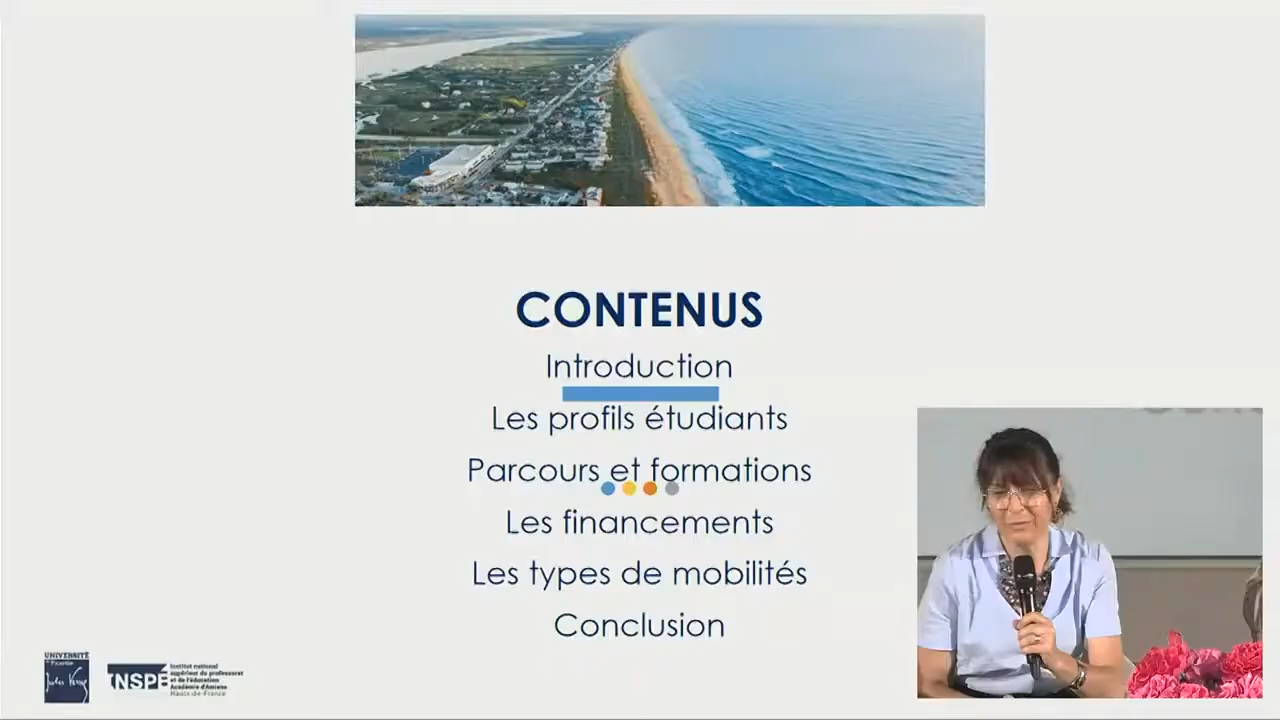 CONTENUS
Introduction
Les profils étudiants
Parcours et formations
Les financements
Les types de mobilités
Conclusion
UNIVERSITÉ
de Picardie
Jules Verne
INSPÉ
Institut national
supérieur du professorat
et de l'éducation
Académie d'Amiens
Hauts-de-France